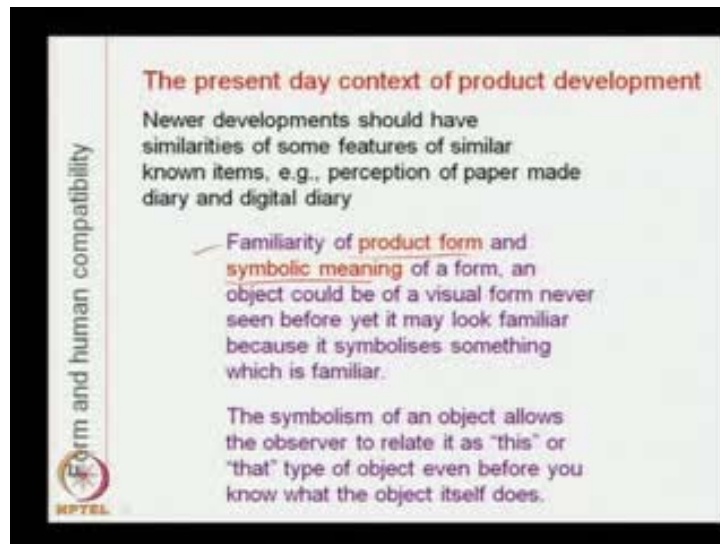 The present day context of product development
Newer developments should have
similarities of some features of similar
known items, e.g., perception of paper made
diary and digital diary
Familiarity of product form and
symbolic meaning of a form, an
object could be of a visual form never
seen before yet it may look familiar
because it symbolises something
which is familiar.
The symbolism of an object allows
the observer to relate it as "this" or
"that" type of object even before you
know what the object itself does.
Form and human compatibility
NPTEL